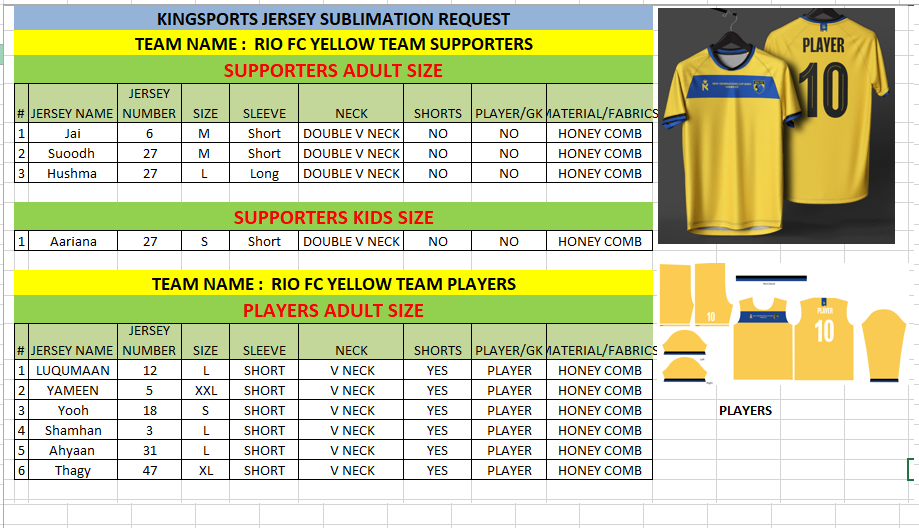 KINGSPORTS JERSEY SUBLIMATION REQUEST
TEAM NAME : RIO FC YELLOW TEAM SUPPORTERS
SUPPORTERS ADULT SIZE
# JERSEY NAME JERSEY NUMBER SIZE SLEEVE NECK SHORTS PLAYER/GK MATERIAL/FABRICS
1 Jai 6 M Short DOUBLE V NECK NO NO HONEY COMB
2 Suoodh 27 M Short DOUBLE V NECK NO NO HONEY COMB
3 Hushma 27 L Long DOUBLE V NECK NO NO HONEY COMB
SUPPORTERS KIDS SIZE
1 Aariana 27 S Short DOUBLE V NECK NO NO HONEY COMB
TEAM NAME : RIO FC YELLOW TEAM PLAYERS
PLAYERS ADULT SIZE
# JERSEY NAME JERSEY NUMBER SIZE SLEEVE NECK SHORTS PLAYER/GK MATERIAL/FABRICS
1 LUQUMAAN 12 L SHORT V NECK YES PLAYER HONEY COMB
2 YAMEEN 5 XXL SHORT V NECK YES PLAYER HONEY COMB
3 Yooh 18 S SHORT V NECK YES PLAYER HONEY COMB
4 Shamhan 3 L SHORT V NECK YES PLAYER HONEY COMB
5 Ahyaan 31 L SHORT V NECK YES PLAYER HONEY COMB
6 Thagy 47 XL SHORT V NECK YES PLAYER HONEY COMB
PLAYER
10
10
PLAYER
10
PLAYERS